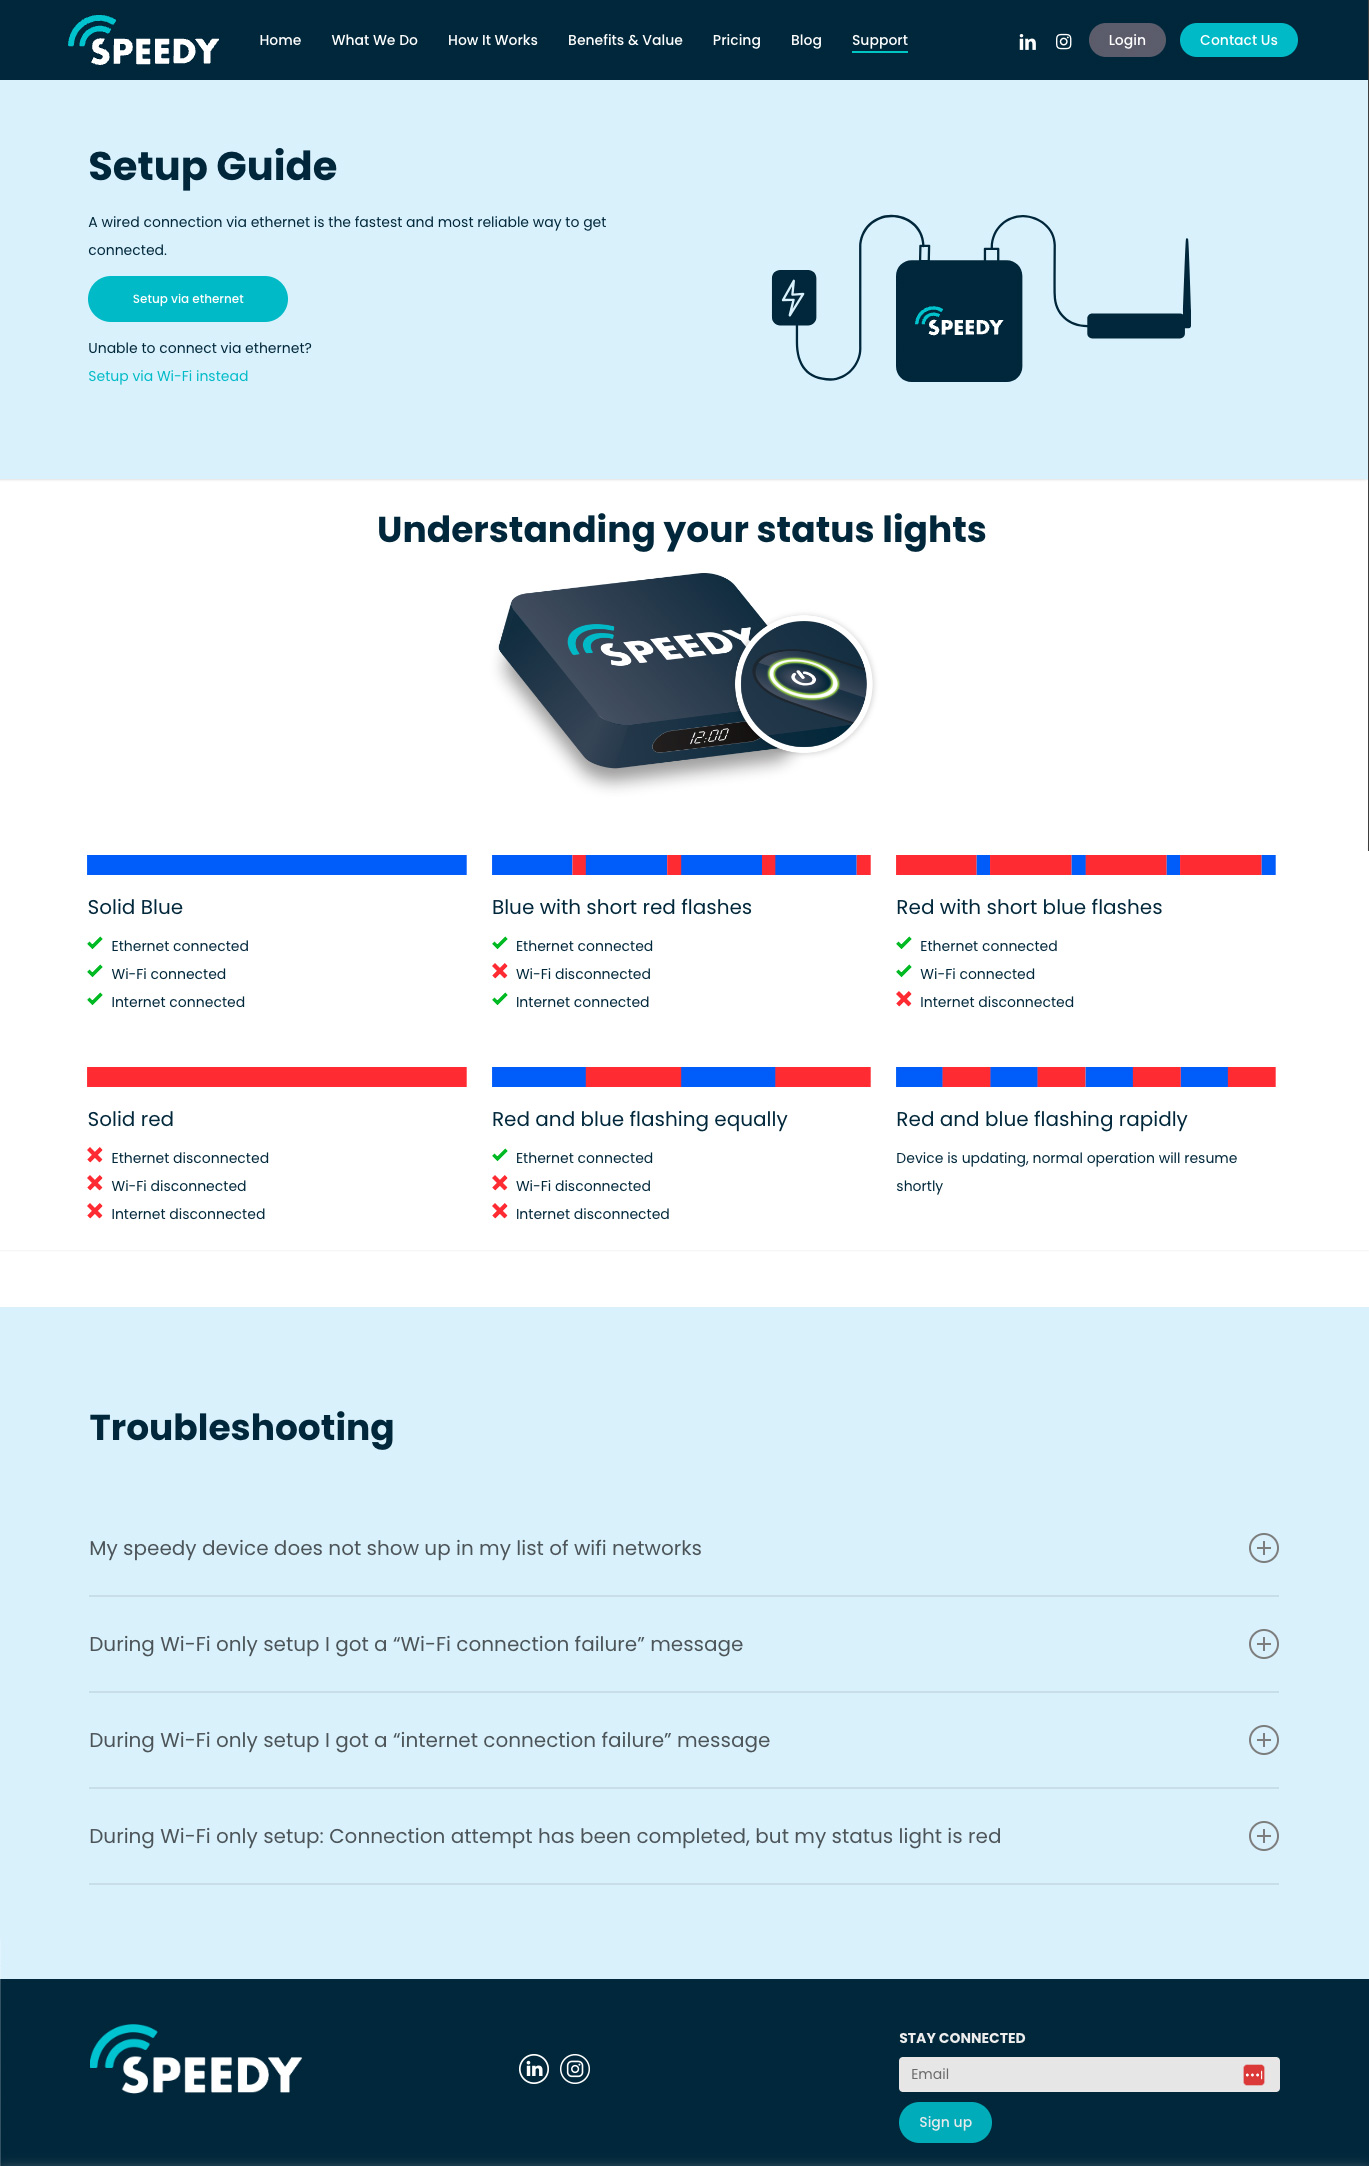 SPEEDY
Home
What We Do
How It Works
Benefits & Value
Pricing
Blog
Support
Login
Contact Us
Setup Guide
A wired connection via ethernet is the fastest and most reliable way to get
connected.
Setup via ethernet
Unable to connect via ethernet?
Setup via Wi-Fi instead
SPEEDY
Understanding your status lights
SPEEDY
12:00
Solid Blue
Ethernet connected
Wi-Fi connected
Internet connected
Blue with short red flashes
Ethernet connected
Wi-Fi disconnected
Internet connected
Red with short blue flashes
Ethernet connected
Wi-Fi connected
Internet disconnected
Solid red
Ethernet disconnected
Wi-Fi disconnected
Internet disconnected
Red and blue flashing equally
Ethernet connected
Wi-Fi disconnected
Internet disconnected
Red and blue flashing rapidly
Device is updating, normal operation will resume
shortly
Troubleshooting
My speedy device does not show up in my list of wifi networks
During Wi-Fi only setup I got a “Wi-Fi connection failure” message
During Wi-Fi only setup I got a “internet connection failure” message
During Wi-Fi only setup: Connection attempt has been completed, but my status light is red
SPEEDY
in
STAY CONNECTED
Email
Sign up